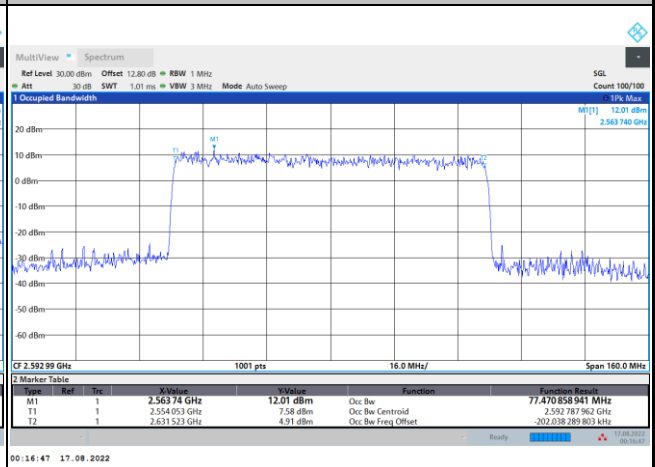 MultiView Spectrum
Ref Level 30.00 dBm Offset 12.80 dB RBW 1 MHz SGL
Att 30 dB SWT 1.01 ms VBW 3 MHz Mode Auto Sweep Count 100/100
1 Occupied Bandwidth 1Pk Max
M1[1] 12.01 dBm
2.563 740 GHz
20 dBm
M1
T1
T2
10 dBm
0 dBm
-10 dBm
-20 dBm
-30 dBm
-40 dBm
-50 dBm
-60 dBm
CF 2.592 99 GHz 1001 pts 16.0 MHz/ Span 160.0 MHz
2 Marker Table
Type Ref Trc X-Value Y-Value Function Function Result
M1 1 2.563 74 GHz 12.01 dBm Occ Bw 77.470 858 941 MHz
T1 1 2.554 053 GHz 7.58 dBm Occ Bw Centroid 2.592 787 962 GHz
T2 1 2.631 523 GHz 4.91 dBm Occ Bw Freq Offset -202.038 289 803 kHz
Ready 17.08.2022
00:16:47
00:16:47 17.08.2022